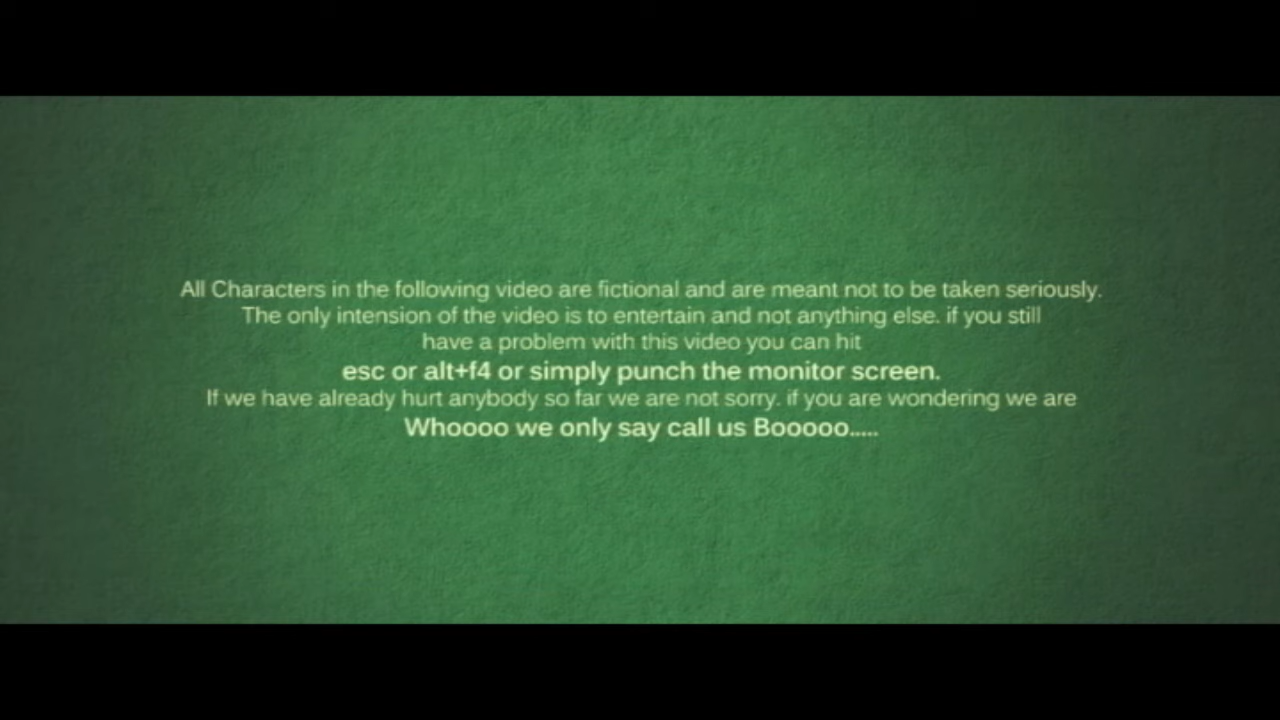 All Characters in the following video are fictional and are meant not to be taken seriously.
The only intension of the video is to entertain and not anything else. if you still
have a problem with this video you can hit
esc or alt+f4 or simply punch the monitor screen.
If we have already hurt anybody so far we are not sorry. if you are wondering we are
Whoooo we only say call us Booooo.....